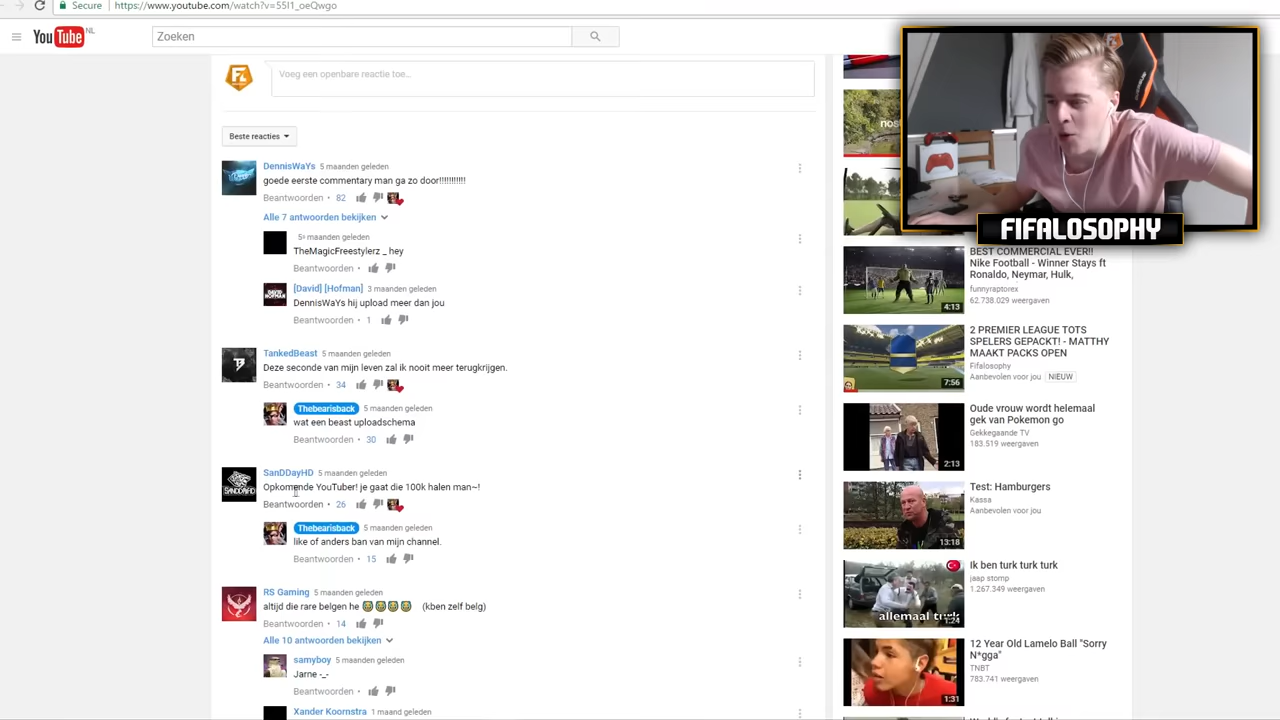 https://www.youtube.com/watch?v=55I1_oeQwgo
YouTube NL
Zoeken
FIFALOSOPHY
Voeg een openbare reactie toe...
Beste reacties
DennisWaYs 5 maanden geleden
goede eerste commentary man ga zo door!!!!!!!!!!!
Beantwoorden • 82
Alle 7 antwoorden bekijken
5 maanden geleden
TheMagicFreestylerz _ hey
Beantwoorden •
[David] [Hofman] 3 maanden geleden
DennisWaYs hij upload meer dan jou
Beantwoorden • 1
TankedBeast 5 maanden geleden
Deze seconde van mijn leven zal ik nooit meer terugkrijgen.
Beantwoorden • 34
Thebearisback 5 maanden geleden
wat een beast uploadschema
Beantwoorden • 30
SanDDayHD 5 maanden geleden
Opkomende YouTuber! je gaat die 100k halen man~!
Beantwoorden • 26
Thebearisback 5 maanden geleden
like of anders ban van mijn channel.
Beantwoorden • 15
RS Gaming 5 maanden geleden
altijd die rare belgen he 🐯🐯🐯🐯 (kben zelf belg)
Beantwoorden • 14
Alle 10 antwoorden bekijken
samyboy 5 maanden geleden
Jarne -_-
Beantwoorden •
Xander Koornstra 1 maand geleden
BEST COMMERCIAL EVER!!
Nike Football - Winner Stays ft
Ronaldo, Neymar, Hulk,
funnyraptorex
62.738.029 weergaven
4:13
2 PREMIER LEAGUE TOTS
SPELERS GEPACKT! - MATTHY
MAAKT PACKS OPEN
Fifalosophy
Aanbevolen voor jou NIEUW
7:56
Oude vrouw wordt helemaal
gek van Pokemon go
Gekkegaande TV
183.519 weergaven
2:13
Test: Hamburgers
Kassa
Aanbevolen voor jou
13:18
Ik ben turk turk turk
jaap stomp
1.267.349 weergaven
allemaal turk
1:24
12 Year Old Lamelo Ball "Sorry
N*gga"
TNBT
783.741 weergaven
1:31